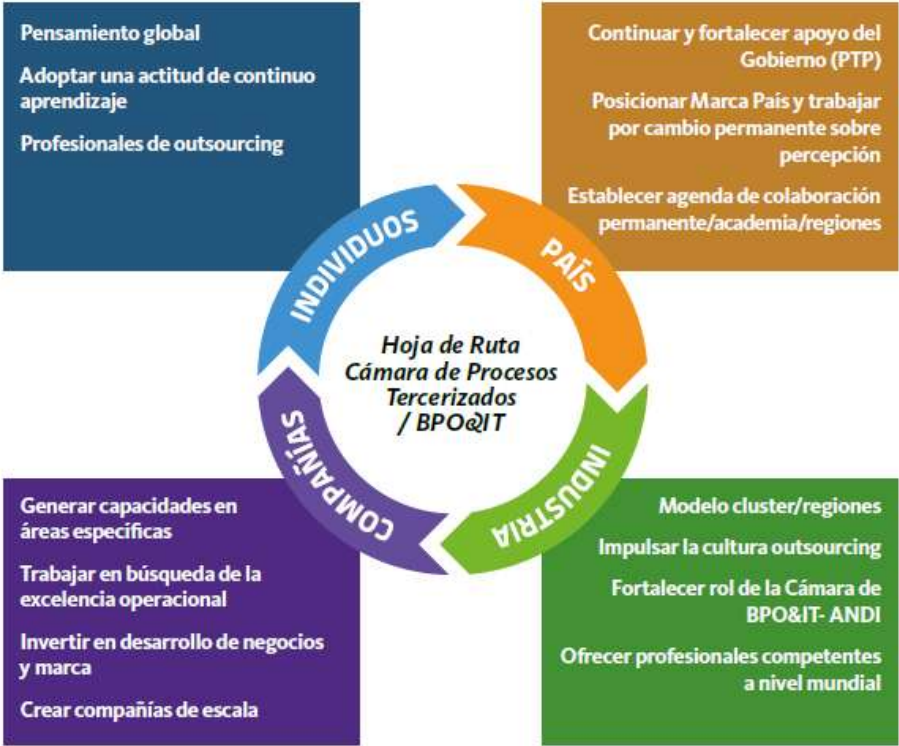 Pensamiento global
Adoptar una actitud de continuo
aprendizaje
Profesionales de outsourcing
Continuar y fortalecer apoyo del
Gobierno (PTP)
Posicionar Marca País y trabajar
por cambio permanente sobre
percepción
Establecer agenda de colaboración
permanente/academia/regiones
INDIVIDUOS
PAÍS
Hoja de Ruta
Cámara de Procesos
Tercerizados
/ BPO&IT
COMPAÑÍAS
INDUSTRIA
Generar capacidades en
áreas específicas
Trabajar en búsqueda de la
excelencia operacional
Invertir en desarrollo de negocios
y marca
Crear compañías de escala
Modelo cluster/regiones
Impulsar la cultura outsourcing
Fortalecer rol de la Cámara de
BPO&IT- ANDI
Ofrecer profesionales competentes
a nivel mundial